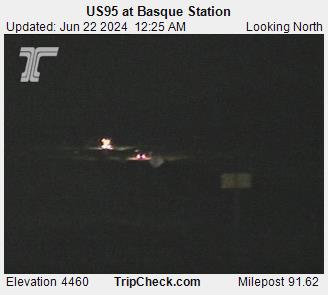 US95 at Basque Station
Updated: Jun 22 2024 12:25 AM Looking North
Elevation 4460 TripCheck.com Milepost 91.62